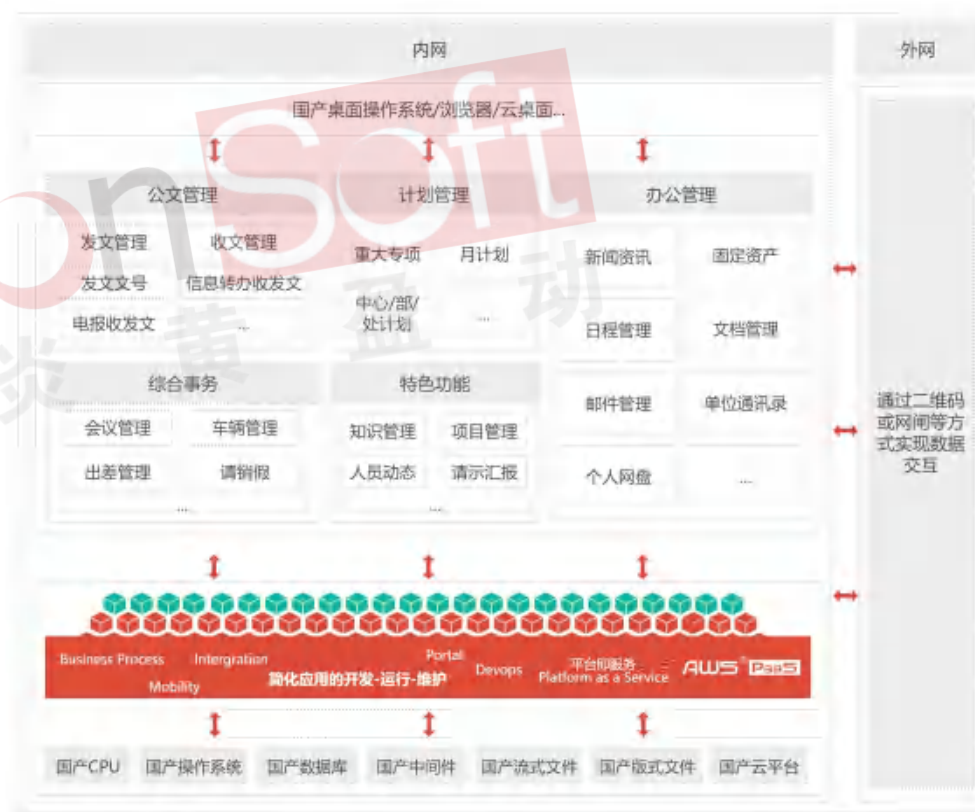 内网
外网
国产桌面操作系统/浏览器/云桌面...
onSoft
炎黄盈动
公文管理
发文管理 收文管理
发文文号 信息转办收发文
电报收发文 ...
计划管理
重大专项 月计划
中心/部/
处计划 ...
办公管理
新闻资讯 固定资产
日程管理 文档管理
邮件管理 单位通讯录
个人网盘 ...
综合事务
会议管理 车辆管理
出差管理 请销假
...
特色功能
知识管理 项目管理
人员动态 请示汇报
...
通过二维码
或网闸等方
式实现数据
交互
Business Process Intergration Portal
Mobility 简化应用的开发-运行-维护 Devops
平台即服务
Platform as a Service
AWS PaaS
国产CPU 国产操作系统 国产数据库 国产中间件 国产流式文件 国产版式文件 国产云平台